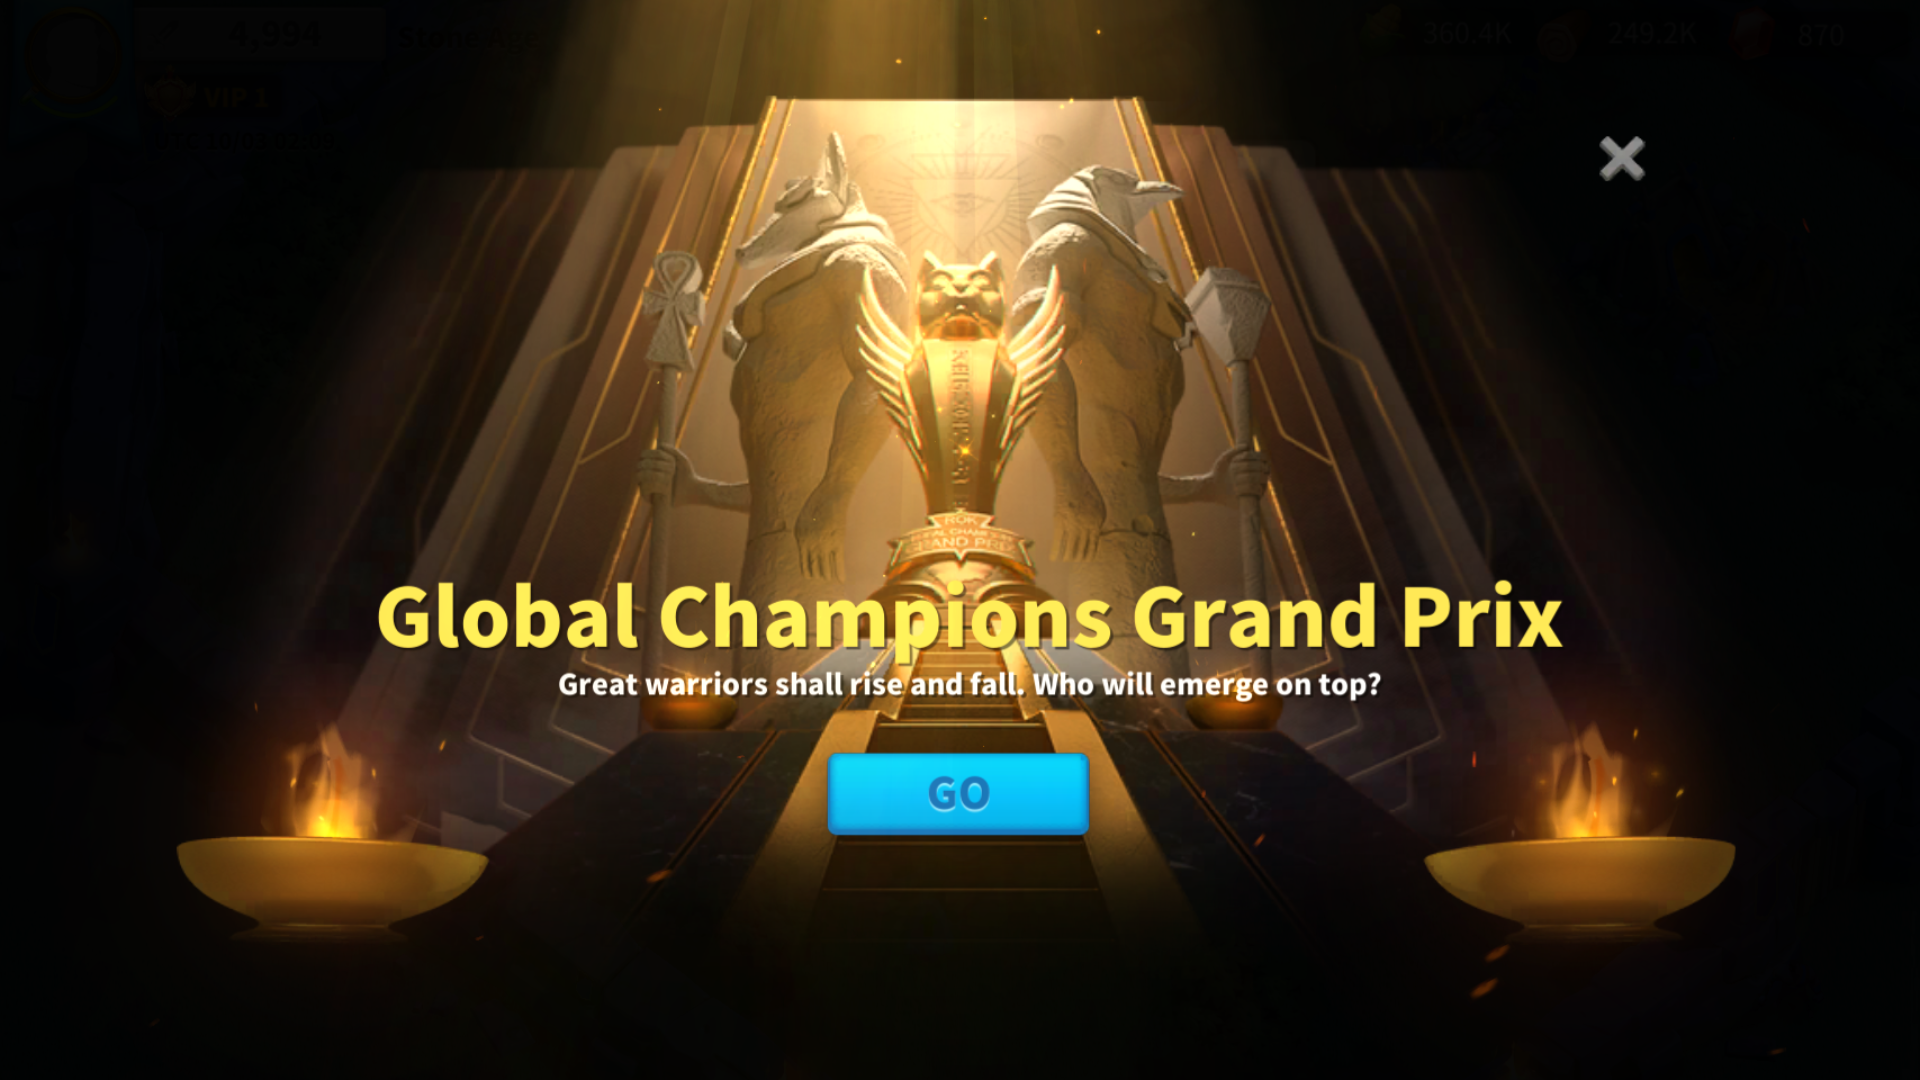 4,994
Stone Age
360.4K
249.2K
870
VIP 1
Global Champions Grand Prix
Great warriors shall rise and fall. Who will emerge on top?
GO
ROK
GRAND PRIX